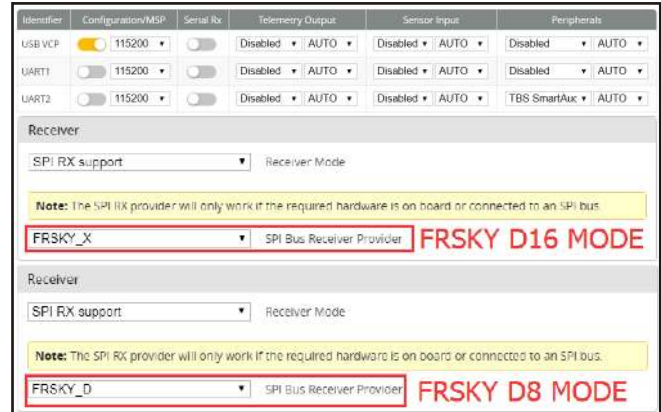 Identifier Configuration/MSP Serial Rx Telemetry Output Sensor Input Peripherals
USB VCP 115200 Disabled AUTO Disabled AUTO Disabled AUTO
UART1 115200 Disabled AUTO Disabled AUTO Disabled AUTO
UART2 115200 Disabled AUTO Disabled AUTO TBS SmartAuc AUTO
Receiver
SPI RX support Receiver Mode
Note: The SPI RX provider will only work if the required hardware is on board or connected to an SPI bus.
FRSKY_X SPI Bus Receiver Provider FRSKY D16 MODE
Receiver
SPI RX support Receiver Mode
Note: The SPI RX provider will only work if the required hardware is on board or connected to an SPI bus.
FRSKY_D SPI Bus Receiver Provider FRSKY D8 MODE